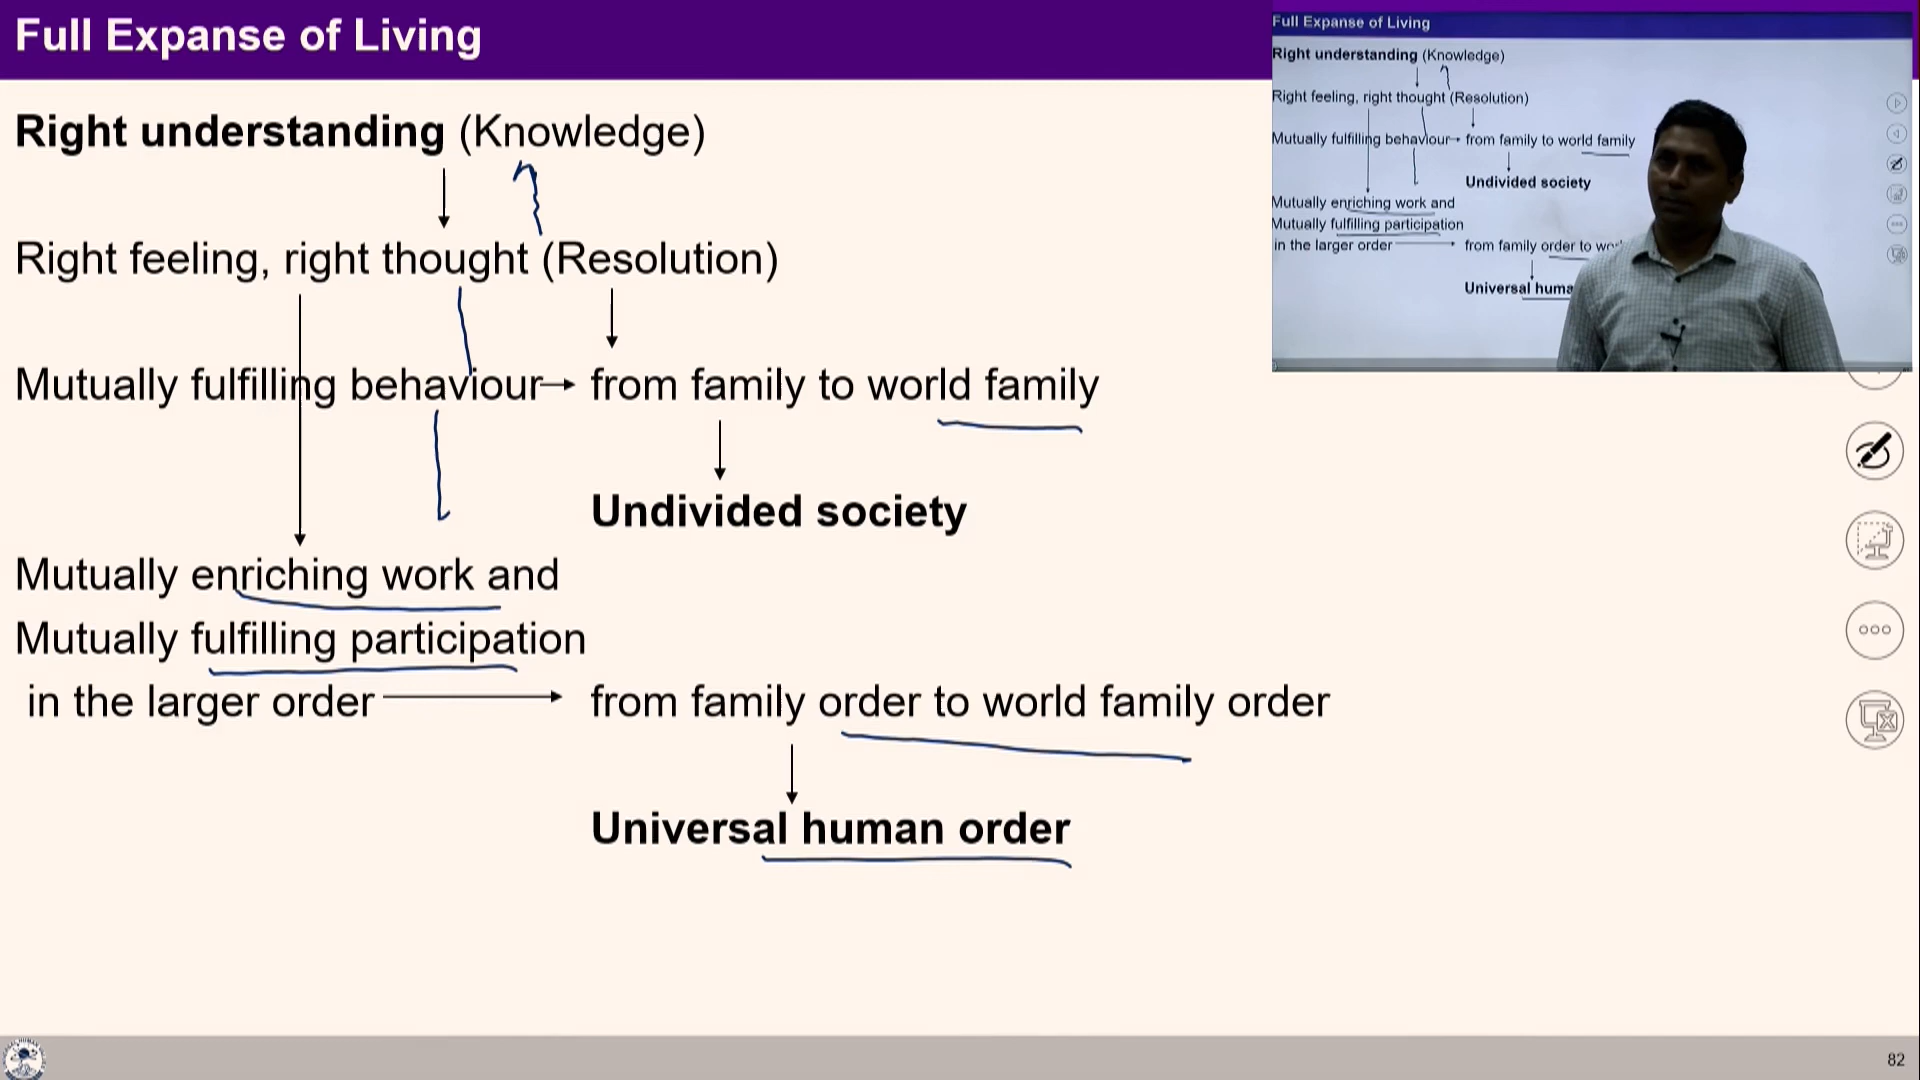 Full Expanse of Living
Right understanding (Knowledge)
Right feeling, right thought (Resolution)
Mutually fulfilling behaviour from family to world family
Undivided society
Mutually enriching work and
Mutually fulfilling participation
in the larger order from family order to world family order
Universal human order
82
Full Expanse of Living
Right understanding (Knowledge)
Right feeling, right thought (Resolution)
Mutually fulfilling behaviour from family to world family
Undivided society
Mutually enriching work and
Mutually fulfilling participation
in the larger order from family order to
Universal